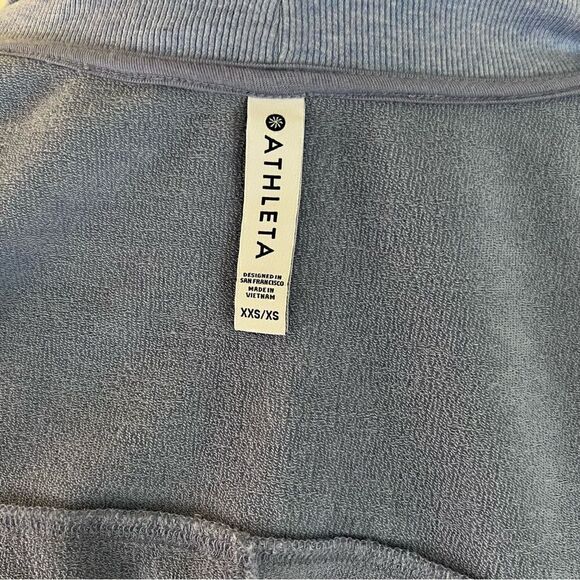 ATHLETA
DESIGNED IN
SAN FRANCISCO
MADE IN
VIETNAM
XXS/XS